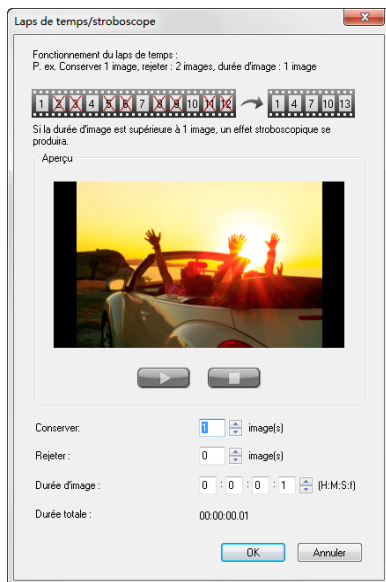 Laps de temps/stroboscope
Fonctionnement du laps de temps :
P. ex. Conserver 1 image, rejeter : 2 images, durée d'image : 1 image
1 2 3 4 5 6 7 8 9 10 11 12 1 4 7 10 13
Si la durée d'image est supérieure à 1 image, un effet stroboscopique se
produira.
Aperçu
Conserver: 1 image(s)
Rejeter : 0 image(s)
Durée d'image : 0 : 0 : 0 : 1 (H:M:S:f)
Durée totale : 00:00:00.01
OK Annuler